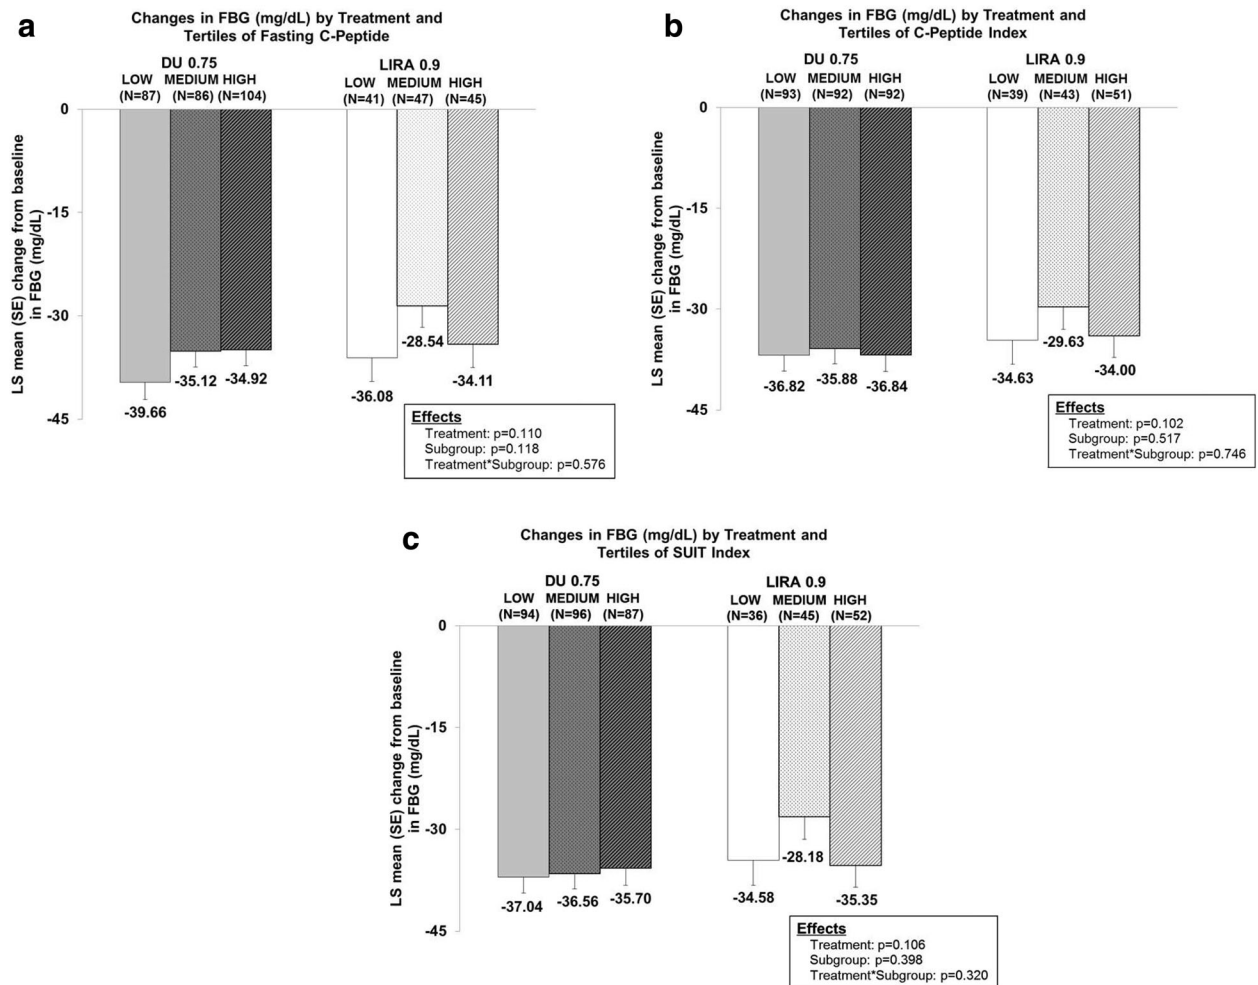 a
Changes in FBG (mg/dL) by Treatment and
Tertiles of Fasting C-Peptide
DU 0.75
LIRA 0.9
LOW MEDIUM HIGH
(N=87) (N=86) (N=104)
LOW MEDIUM HIGH
(N=41) (N=47) (N=45)
LS mean (SE) change from baseline
in FBG (mg/dL)
0
-15
-30
-45
-39.66
-35.12
-34.92
-36.08
-28.54
-34.11
Effects
Treatment: p=0.110
Subgroup: p=0.118
Treatment*Subgroup: p=0.576
b
Changes in FBG (mg/dL) by Treatment and
Tertiles of C-Peptide Index
DU 0.75
LIRA 0.9
LOW MEDIUM HIGH
(N=93) (N=92) (N=92)
LOW MEDIUM HIGH
(N=39) (N=43) (N=51)
LS mean (SE) change from baseline
in FBG (mg/dL)
0
-15
-30
-45
-36.82
-35.88
-36.84
-34.63
-29.63
-34.00
Effects
Treatment: p=0.102
Subgroup: p=0.517
Treatment*Subgroup: p=0.746
c
Changes in FBG (mg/dL) by Treatment and
Tertiles of SUIT Index
DU 0.75
LIRA 0.9
LOW MEDIUM HIGH
(N=94) (N=96) (N=87)
LOW MEDIUM HIGH
(N=36) (N=45) (N=52)
LS mean (SE) change from baseline
in FBG (mg/dL)
0
-15
-30
-45
-37.04
-36.56
-35.70
-34.58
-28.18
-35.35
Effects
Treatment: p=0.106
Subgroup: p=0.398
Treatment*Subgroup: p=0.320